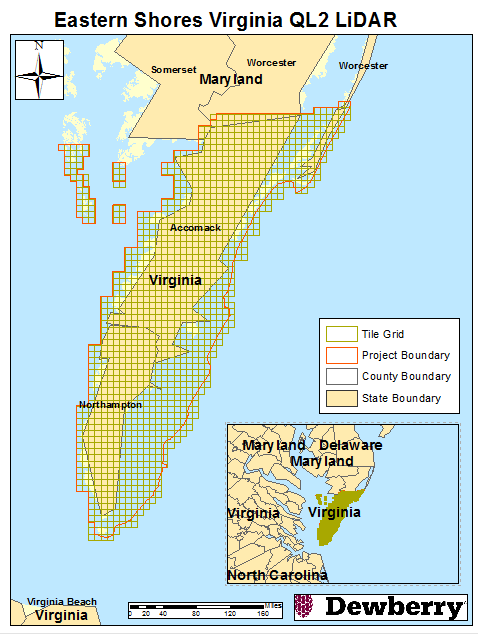 Eastern Shores Virginia QL2 LiDAR
N
Somerset
Worcester
Worcester
Maryland
Accomack
Virginia
Tile Grid
Project Boundary
County Boundary
State Boundary
Northampton
Maryland
Delaware
Maryland
Virginia
Virginia
North Carolina
Virginia Beach
Virginia
Miles
0 20 40 80 120 160
Dewberry